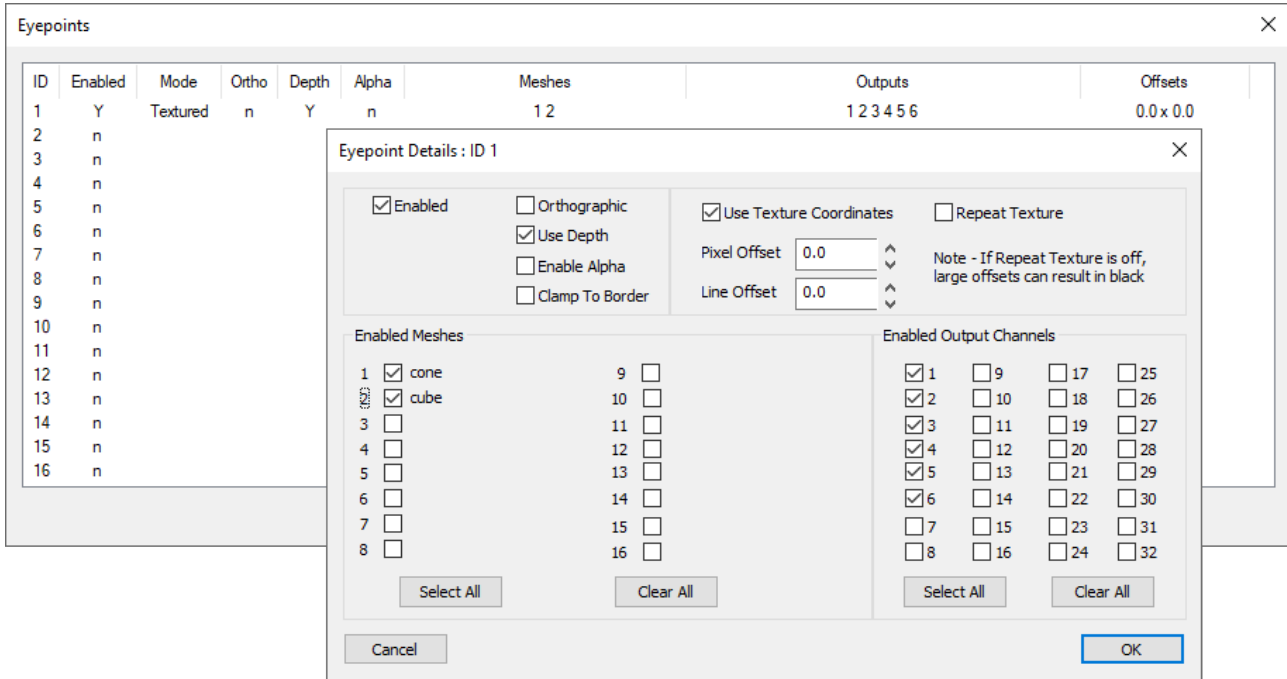 Eyepoints
ID Enabled Mode Ortho Depth Alpha Meshes Outputs Offsets
1 Y Textured n Y n 1 2 1 2 3 4 5 6 0.0 x 0.0
2 n
3 n
4 n
5 n
6 n
7 n
8 n
9 n
10 n
11 n
12 n
13 n
14 n
15 n
16 n
Eyepoint Details : ID 1
Enabled
Orthographic
Use Depth
Enable Alpha
Clamp To Border
Use Texture Coordinates
Repeat Texture
Pixel Offset 0.0
Line Offset 0.0
Note - If Repeat Texture is off,
large offsets can result in black
Enabled Meshes
1 cone 9
2 cube 10
3 11
4 12
5 13
6 14
7 15
8 16
Select All Clear All
Enabled Output Channels
1 9 17 25
2 10 18 26
3 11 19 27
4 12 20 28
5 13 21 29
6 14 22 30
7 15 23 31
8 16 24 32
Select All Clear All
Cancel OK